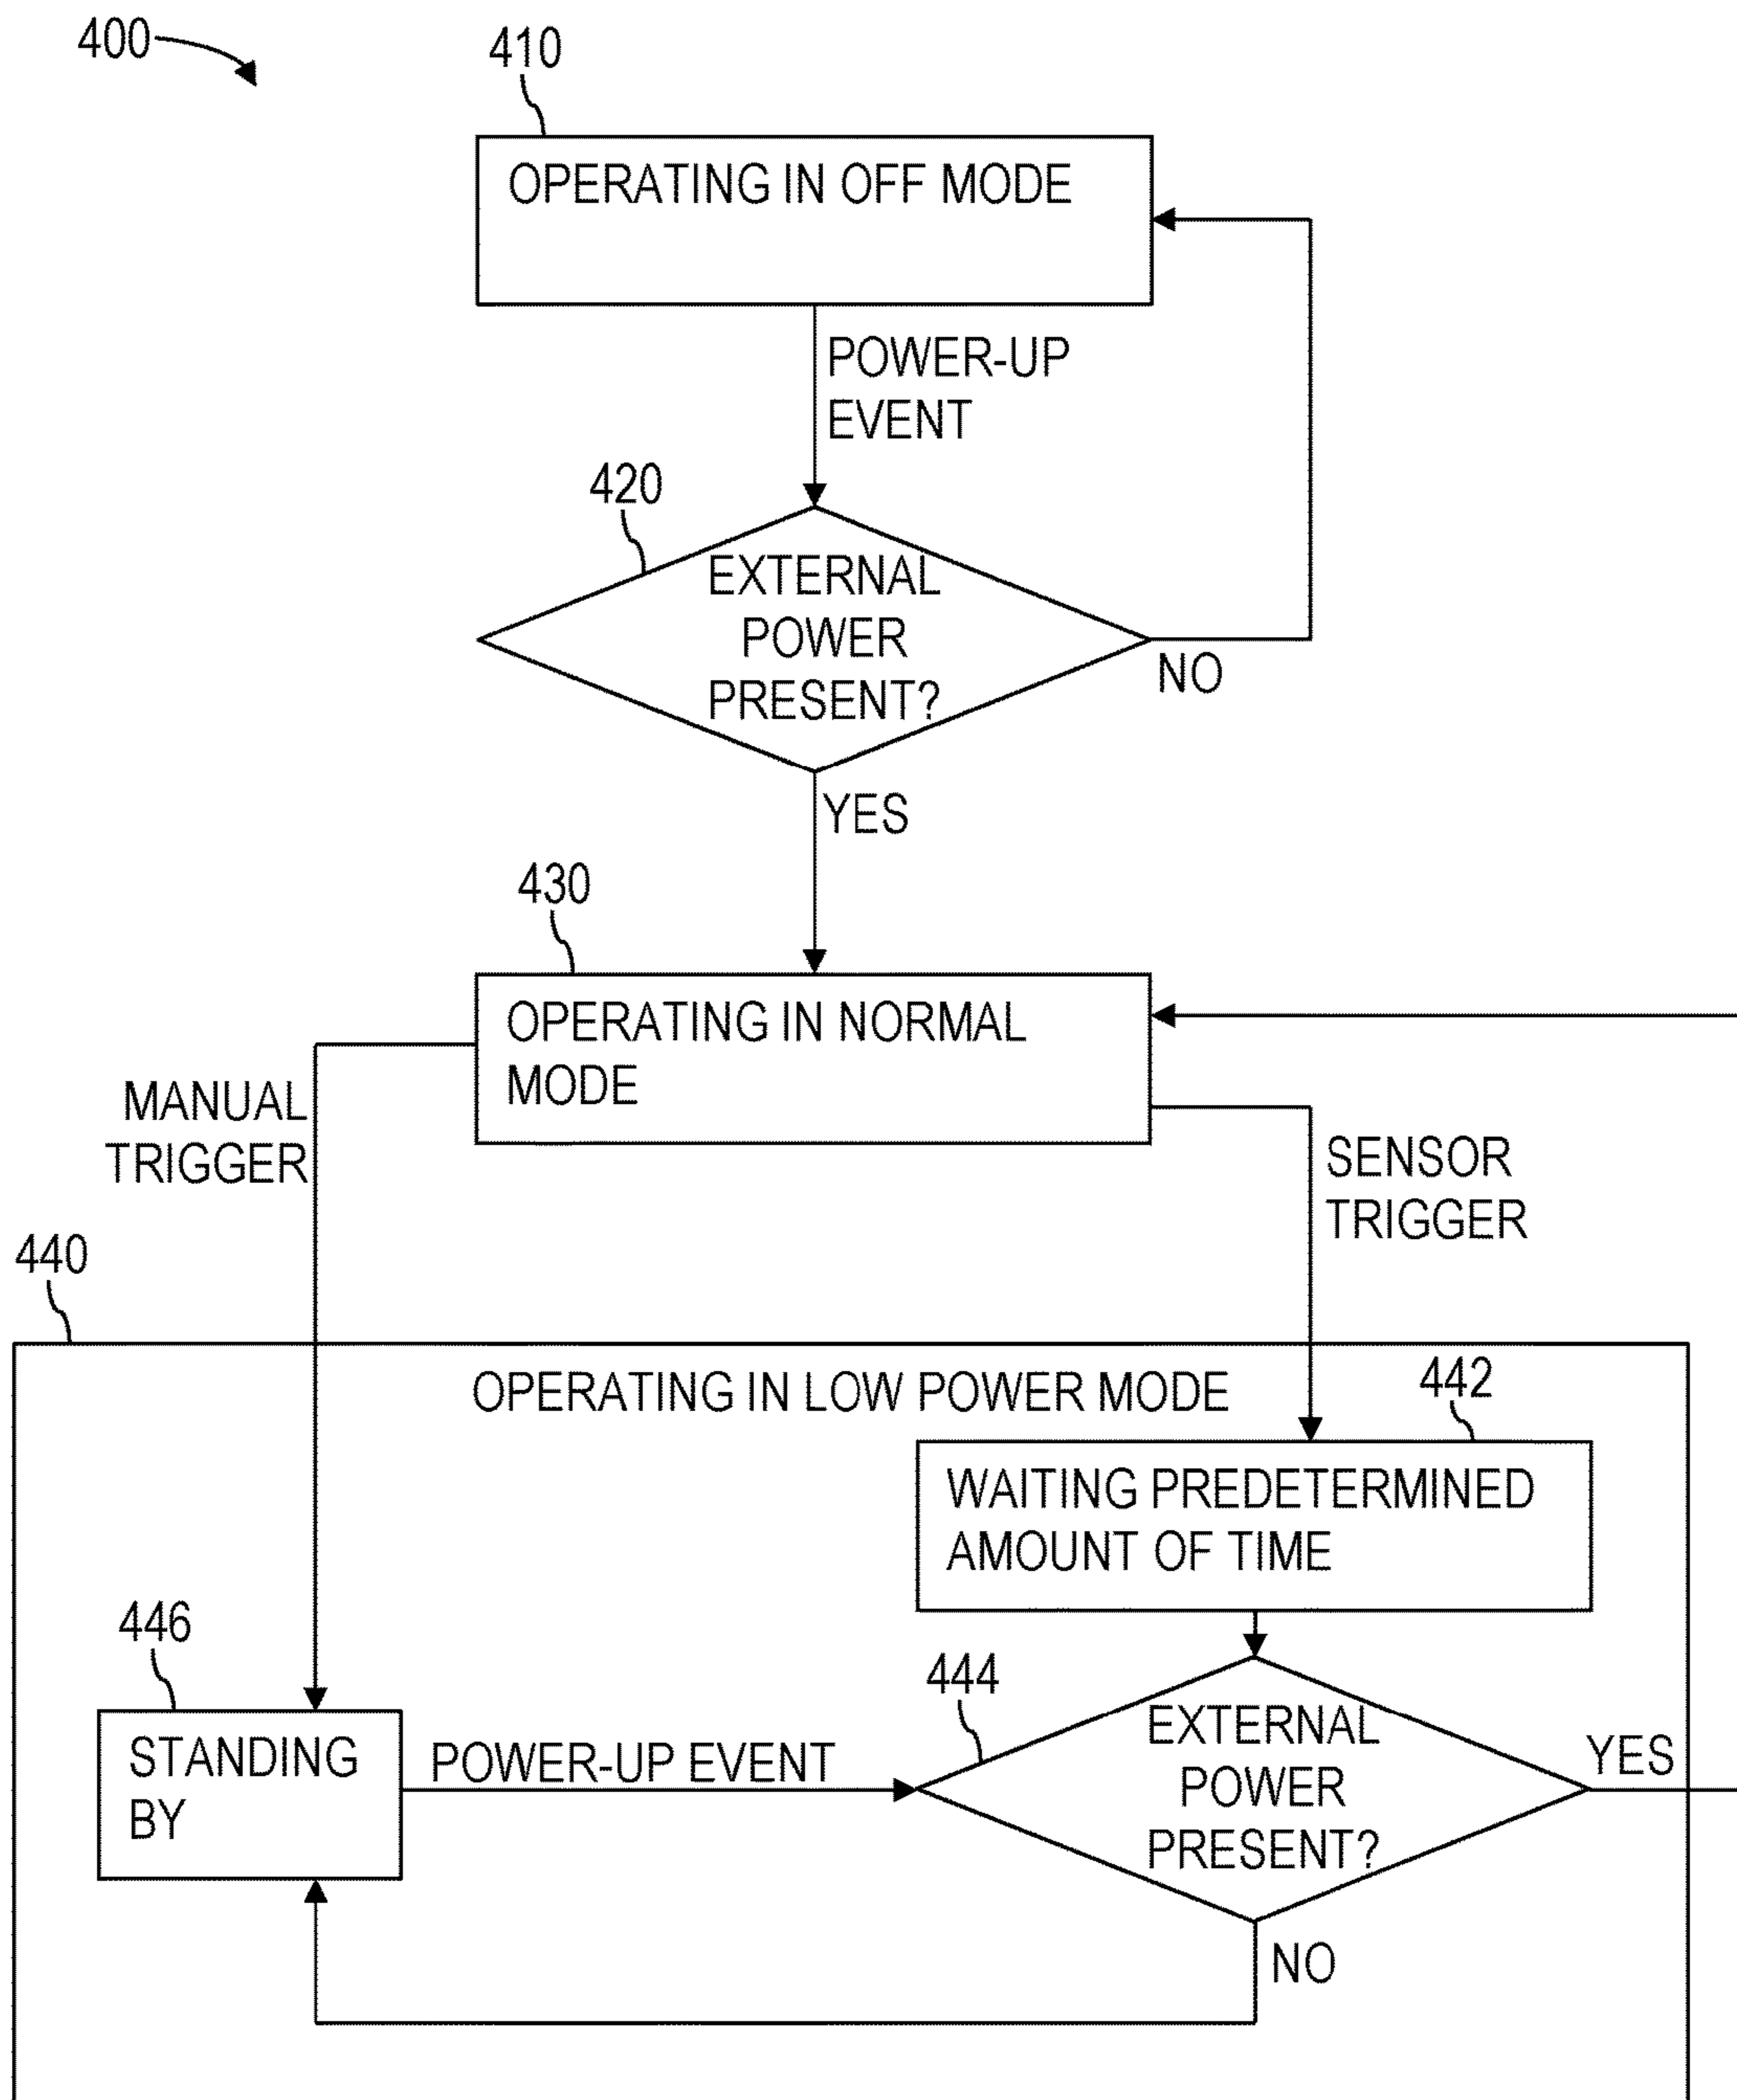 400
410
OPERATING IN OFF MODE
POWER-UP
EVENT
420
EXTERNAL
POWER
PRESENT?
NO
YES
430
OPERATING IN NORMAL
MODE
MANUAL
TRIGGER
SENSOR
TRIGGER
440
OPERATING IN LOW POWER MODE
442
WAITING PREDETERMINED
AMOUNT OF TIME
446
STANDING
BY
POWER-UP EVENT
444
EXTERNAL
POWER
PRESENT?
YES
NO